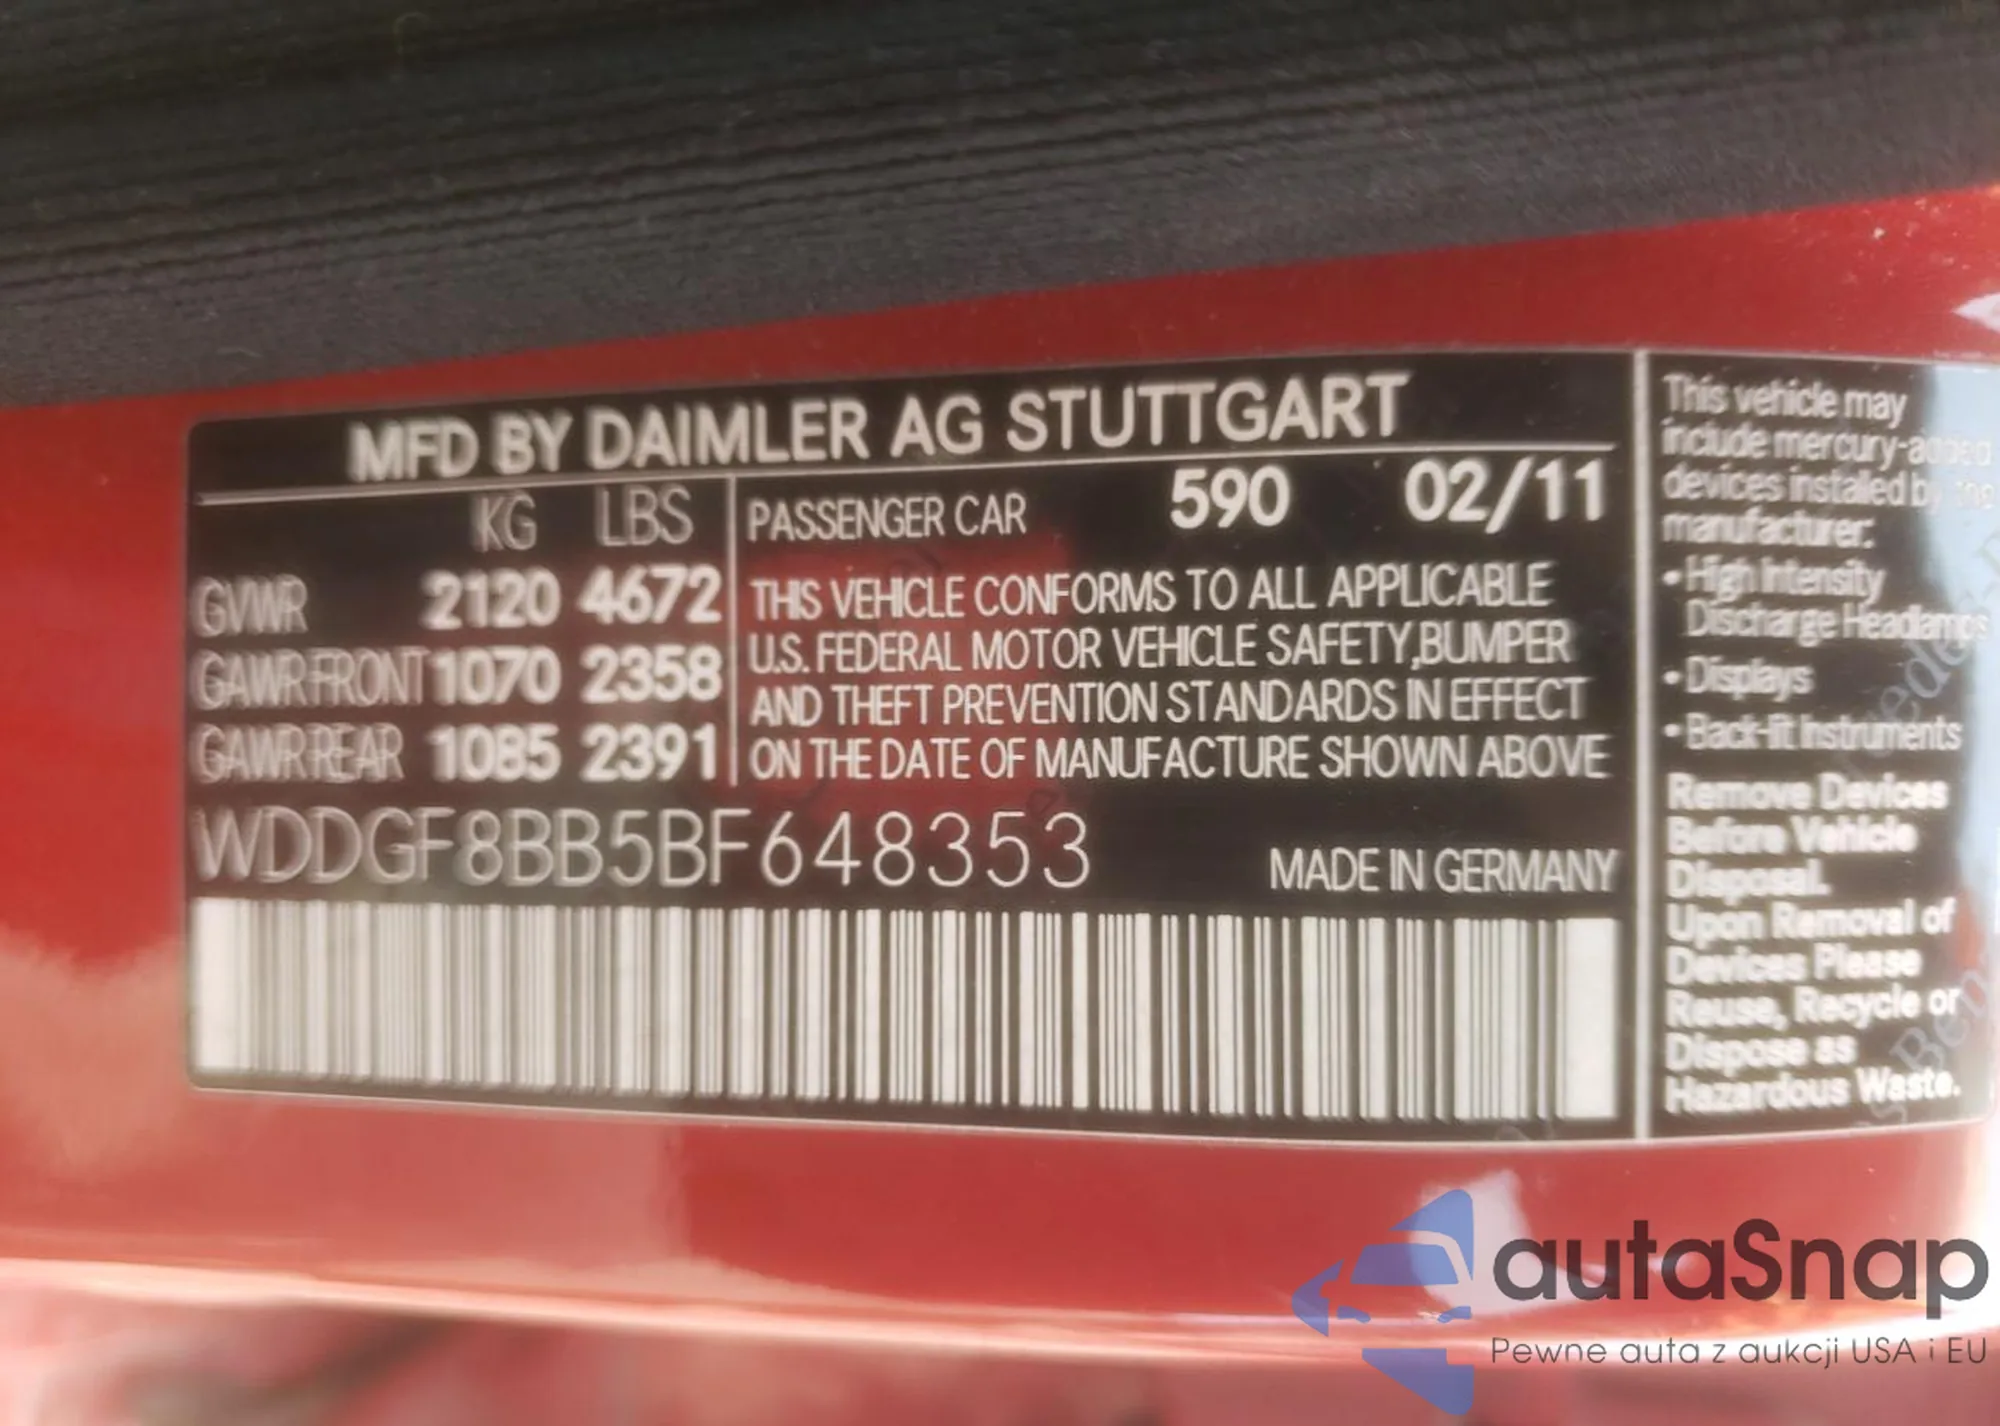 MFD BY DAIMLER AG STUTTGART
KG LBS
GVWR 2120 4672
GAWR FRONT 1070 2358
GAWR REAR 1085 2391
PASSENGER CAR 590 02/11
THIS VEHICLE CONFORMS TO ALL APPLICABLE
U.S. FEDERAL MOTOR VEHICLE SAFETY, BUMPER
AND THEFT PREVENTION STANDARDS IN EFFECT
ON THE DATE OF MANUFACTURE SHOWN ABOVE
WDDGF8BB5BF648353
MADE IN GERMANY
This vehicle may
include mercury-added
devices installed by the
manufacturer:
• High Intensity
Discharge Headlamps
• Displays
• Back-lit Instruments
Remove Devices
Before Vehicle
Disposal.
Upon Removal of
Devices Please
Reuse, Recycle or
Dispose as
Hazardous Waste.
autaSnap
Pewne auta z aukcji USA i EU